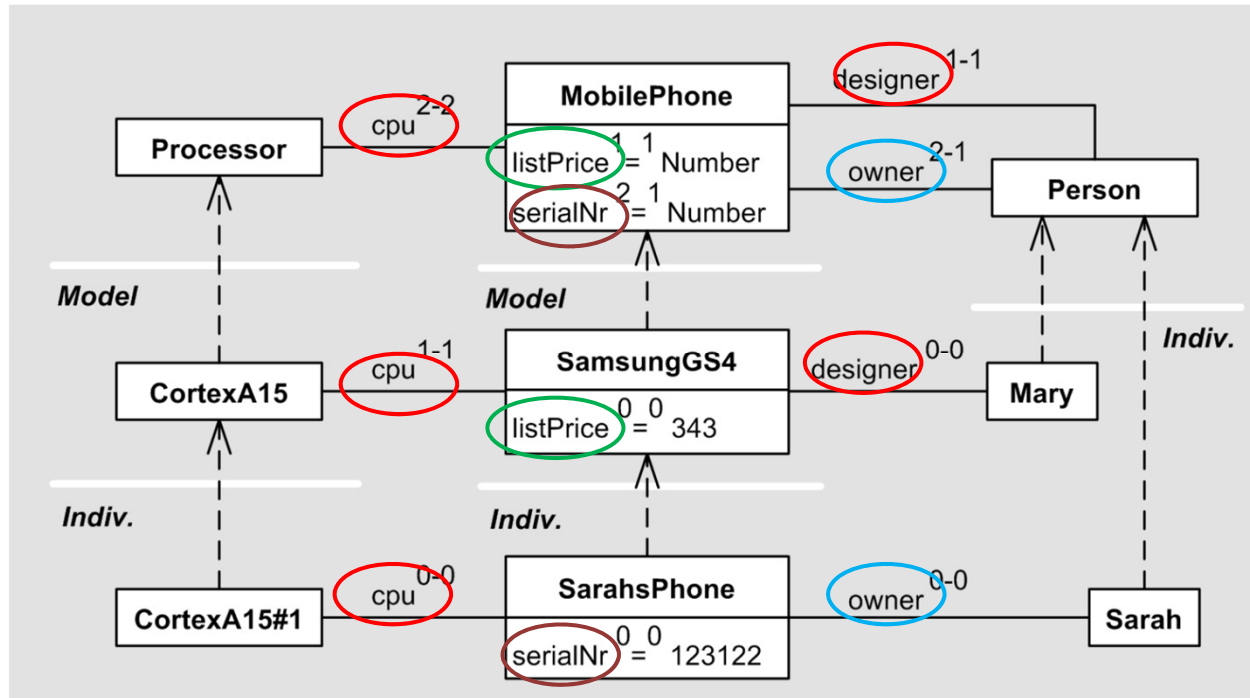 designer 1-1
MobilePhone
cpu 2-2
Processor
listPrice 1 = 1 Number
owner 2-1
Person
serialNr 2 = 1 Number
Model
Model
Indiv.
cpu 1-1
SamsungGS4
designer 0-0
CortexA15
Mary
listPrice 0 = 0 343
Indiv.
Indiv.
cpu 0-0
SarahsPhone
owner 0-0
CortexA15#1
Sarah
serialNr 0 = 0 123122